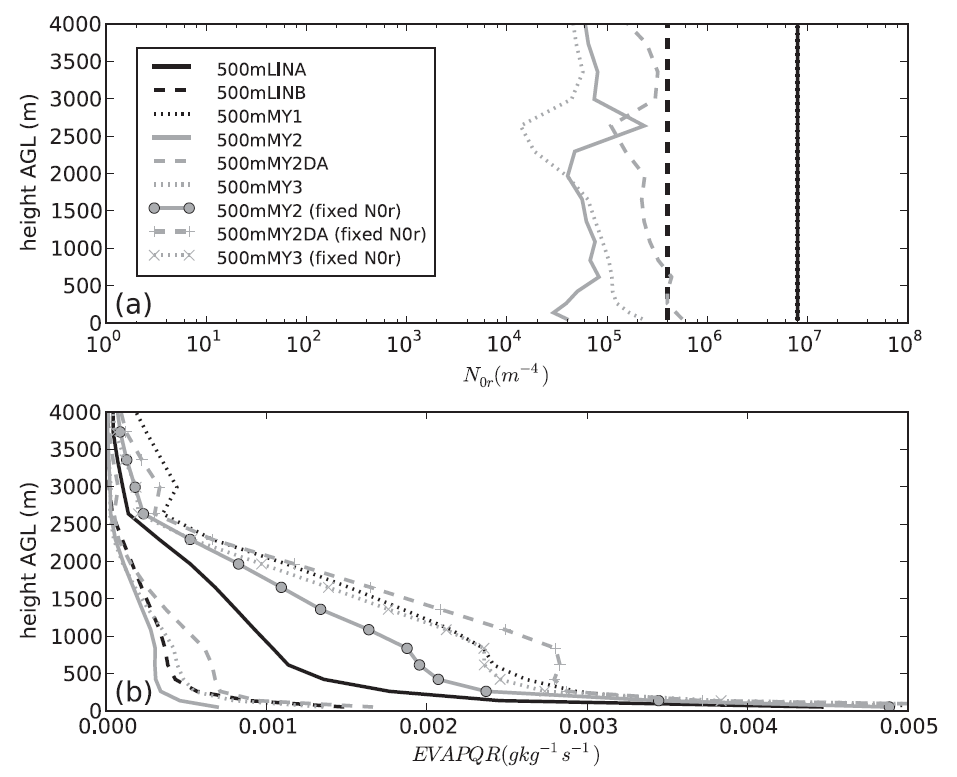 4000
3500
3000
2500
2000
1500
1000
500
0
height AGL (m)
500mLINA
500mLINB
500mMY1
500mMY2
500mMY2DA
500mMY3
500mMY2 (fixed N0r)
500mMY2DA (fixed N0r)
500mMY3 (fixed N0r)
(a)
10^0 10^1 10^2 10^3 10^4 10^5 10^6 10^7 10^8
N_{0r}(m^{-4})
4000
3500
3000
2500
2000
1500
1000
500
0
height AGL (m)
(b)
0.000 0.001 0.002 0.003 0.004 0.005
EVAPQR(gkg^{-1}s^{-1})